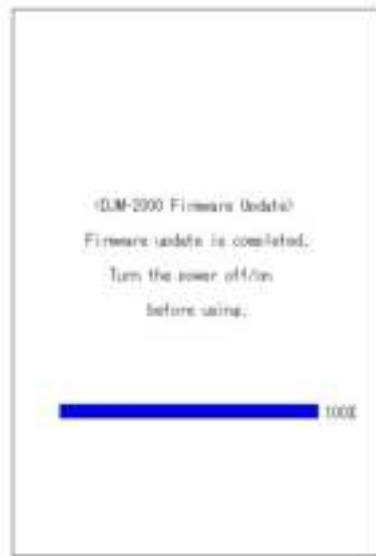 <DJM-2000 Firmware Update>
Firmware update is completed.
Turn the power off/on
before using.
100%